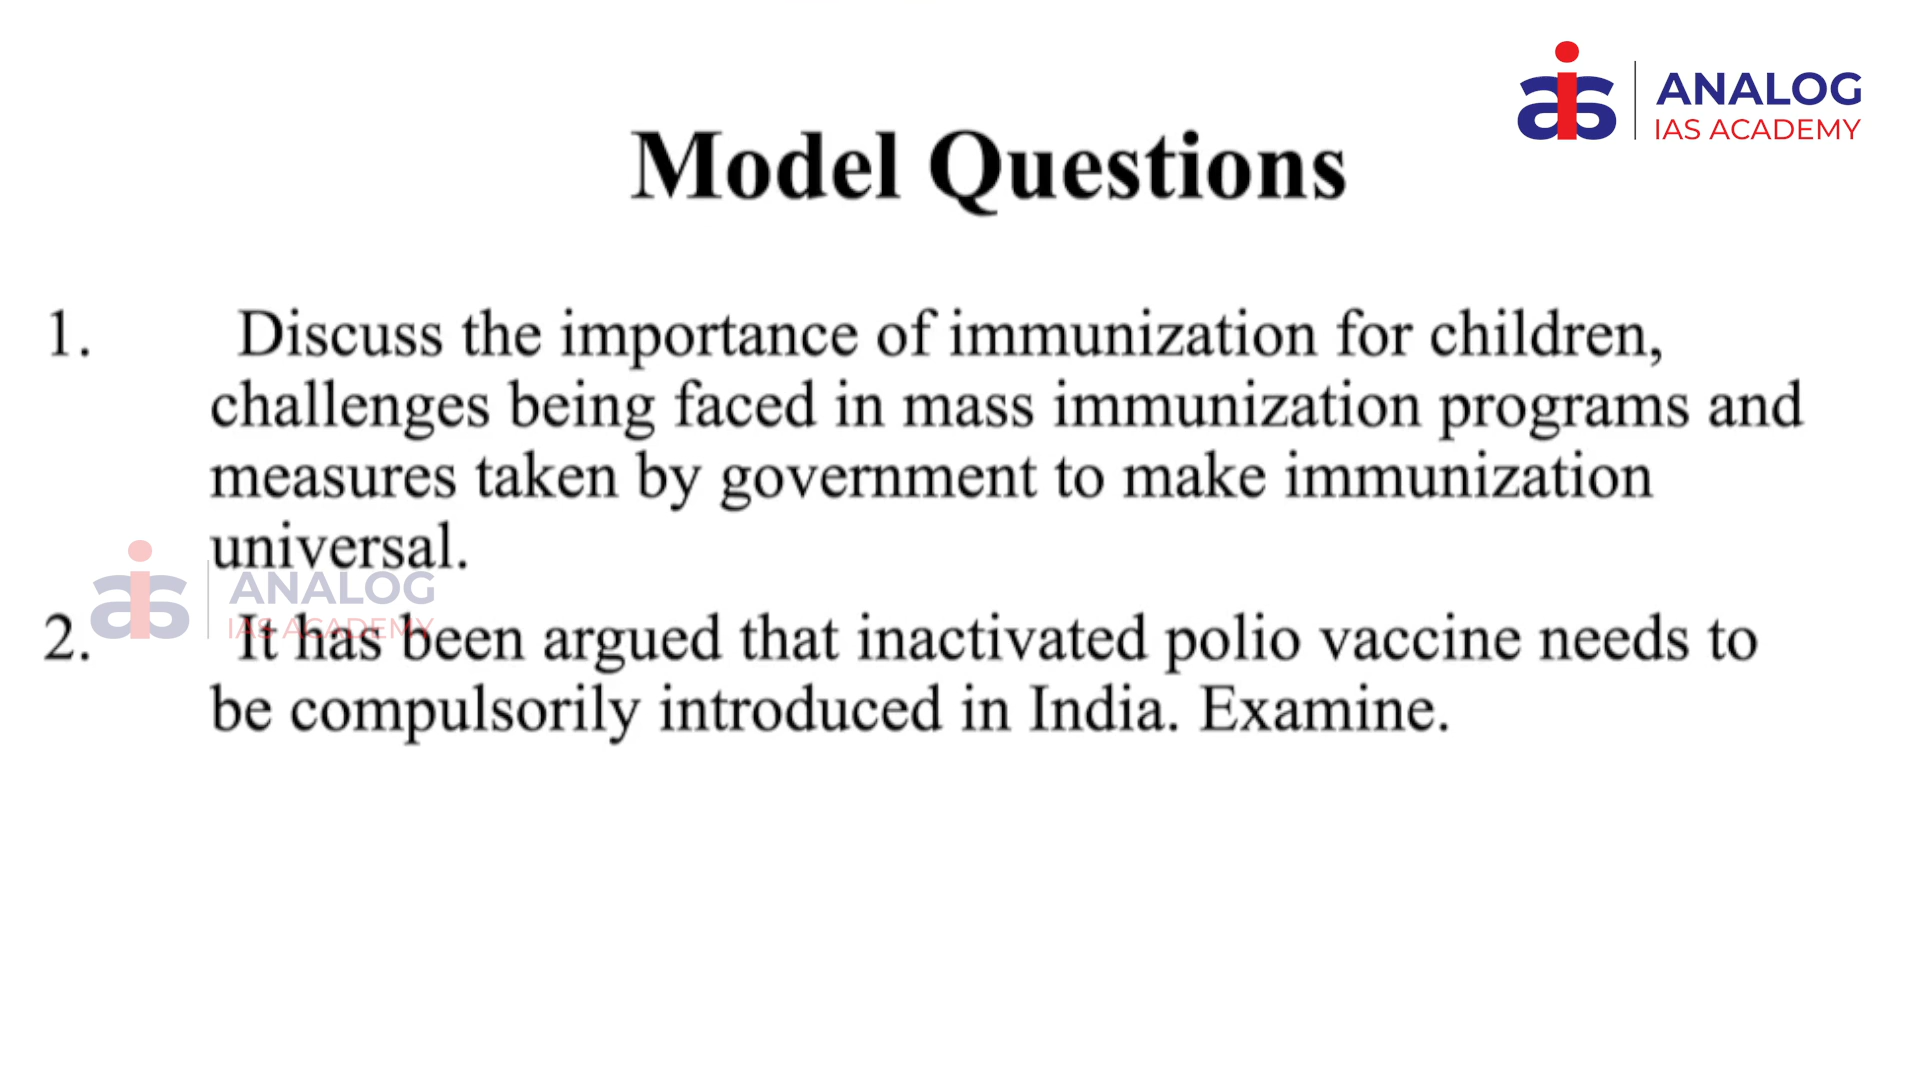 ANALOG
IAS ACADEMY
Model Questions
1. Discuss the importance of immunization for children,
challenges being faced in mass immunization programs and
measures taken by government to make immunization
universal.
ANALOG
IAS ACADEMY
2. It has been argued that inactivated polio vaccine needs to
be compulsorily introduced in India. Examine.